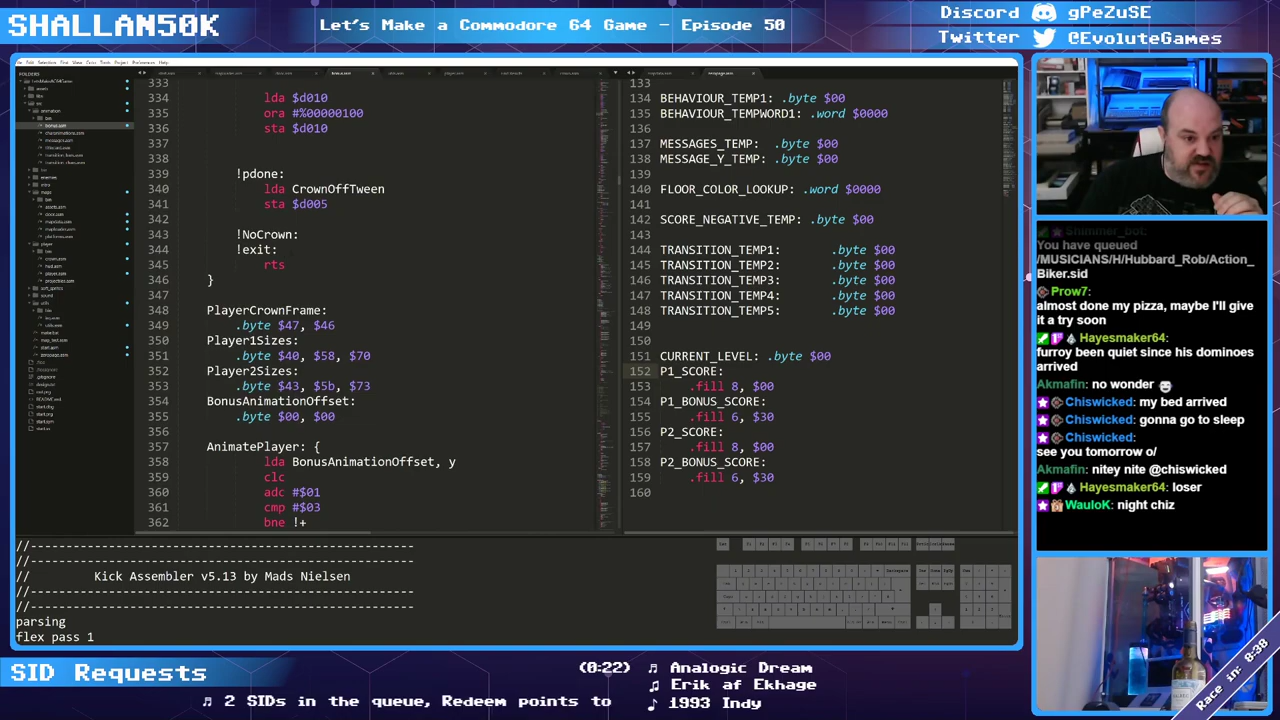 SHALLAN50K
Let's Make a Commodore 64 Game - Episode 50
Discord gPeZuSE
Twitter @EvoluteGames
FOLDERS
333
334 lda $d010
335 ora #%00000100
336 sta $d010
337
338
339 !pdone:
340 lda CrownOffTween
341 sta $d005
342
343 !NoCrown:
344 !exit:
345 rts
346 }
347
348 PlayerCrownFrame:
349 .byte $47, $46
350 Player1Sizes:
351 .byte $40, $58, $70
352 Player2Sizes:
353 .byte $43, $5b, $73
354 BonusAnimationOffset:
355 .byte $00, $00
356
357 AnimatePlayer: {
358 lda BonusAnimationOffset, y
359 clc
360 adc #$01
361 cmp #$03
362 bne !+
133
134 BEHAVIOUR_TEMP1: .byte $00
135 BEHAVIOUR_TEMPWORD1: .word $0000
136
137 MESSAGES_TEMP: .byte $00
138 MESSAGE_Y_TEMP: .byte $00
139
140 FLOOR_COLOR_LOOKUP: .word $0000
141
142 SCORE_NEGATIVE_TEMP: .byte $00
143
144 TRANSITION_TEMP1: .byte $00
145 TRANSITION_TEMP2: .byte $00
146 TRANSITION_TEMP3: .byte $00
147 TRANSITION_TEMP4: .byte $00
148 TRANSITION_TEMP5: .byte $00
149
150
151 CURRENT_LEVEL: .byte $00
152 P1_SCORE:
153 .fill 8, $00
154 P1_BONUS_SCORE:
155 .fill 6, $30
156 P2_SCORE:
157 .fill 8, $00
158 P2_BONUS_SCORE:
159 .fill 6, $30
160
//-------------------------------------------------------
//-------------------------------------------------------
// Kick Assembler v5.13 by Mads Nielsen
//-------------------------------------------------------
//-------------------------------------------------------
parsing
flex pass 1
Shimmer_bot:
You have queued
/MUSICIANS/H/Hubbard_Rob/Action_
Biker.sid
Prow7:
almost done my pizza, maybe I'll give
it a try soon
Hayesmaker64:
furroy been quiet since his dominoes
arrived
Akmafin: no wonder
Chiswicked: my bed arrived
Chiswicked:
gonna go to sleep
Chiswicked:
see you tomorrow o/
Akmafin: nitey nite @chiswicked
Hayesmaker64: loser
WauloK: night chiz
SID Requests
(0:22) ♫ Analogic Dream
♫ Erik af Ekhage
♪ 1993 Indy
♫ 2 SIDs in the queue, Redeem points to
Race in: 8:38